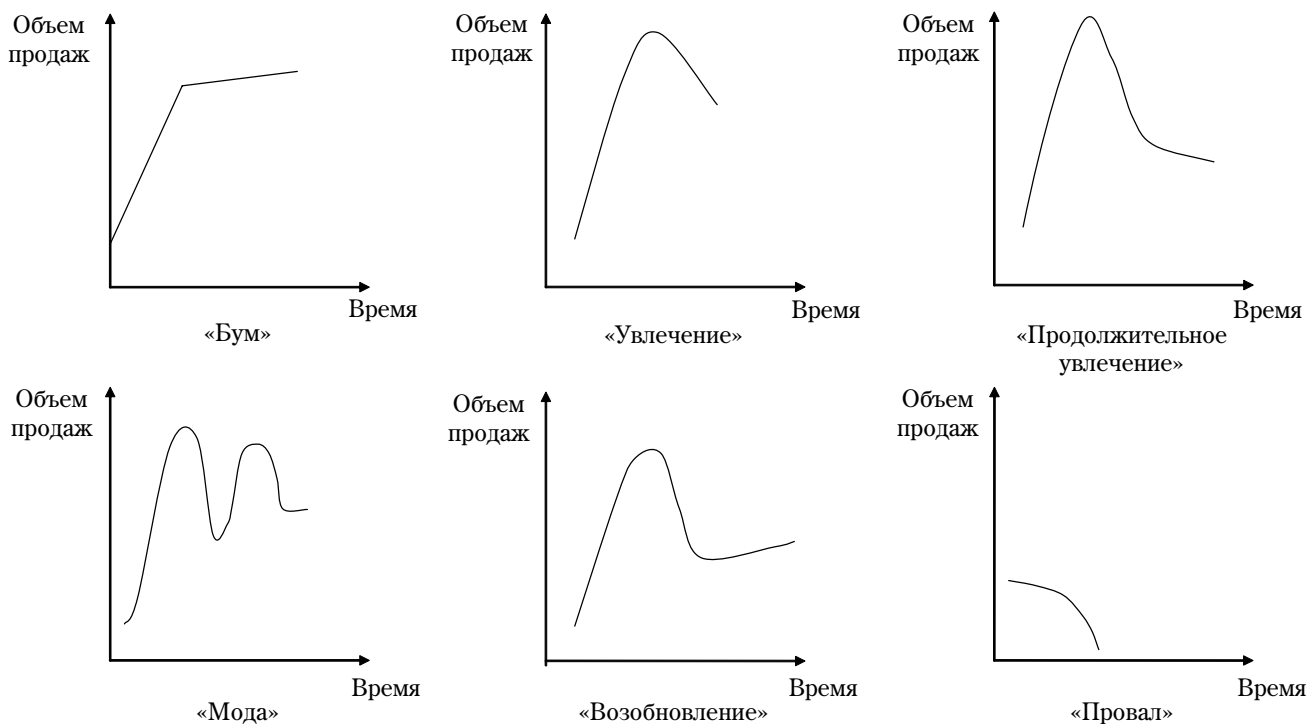 Объем
продаж
Время
«Бум»
Объем
продаж
Время
«Увлечение»
Объем
продаж
Время
«Продолжительное
увлечение»
Объем
продаж
Время
«Мода»
Объем
продаж
Время
«Возобновление»
Объем
продаж
Время
«Провал»